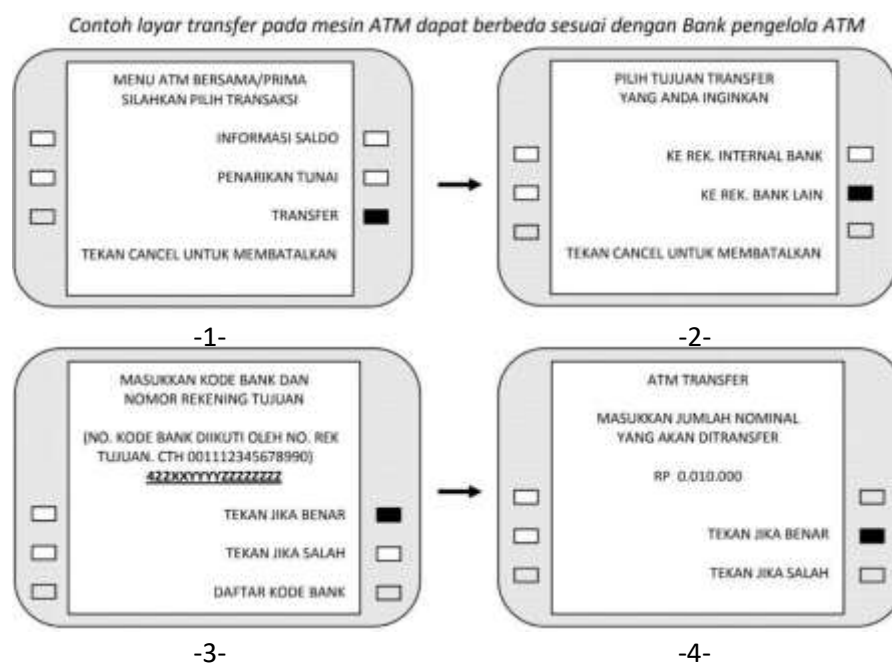 Contoh layar transfer pada mesin ATM dapat berbeda sesuai dengan Bank pengelola ATM
MENU ATM BERSAMA/PRIMA
SILAHKAN PILIH TRANSAKSI
INFORMASI SALDO
PENARIKAN TUNAI
TRANSFER
TEKAN CANCEL UNTUK MEMBATALKAN
-1-
PILIH TUJUAN TRANSFER
YANG ANDA INGINKAN
KE REK. INTERNAL BANK
KE REK. BANK LAIN
TEKAN CANCEL UNTUK MEMBATALKAN
-2-
MASUKKAN KODE BANK DAN
NOMOR REKENING TUJUAN
(NO. KODE BANK DIIKUTI OLEH NO. REK
TUJUAN. CTH 001112345678990)
422XXYYYYZZZZZZZZ
TEKAN JIKA BENAR
TEKAN JIKA SALAH
DAFTAR KODE BANK
-3-
ATM TRANSFER
MASUKKAN JUMLAH NOMINAL
YANG AKAN DITRANSFER
RP 0.010.000
TEKAN JIKA BENAR
TEKAN JIKA SALAH
-4-